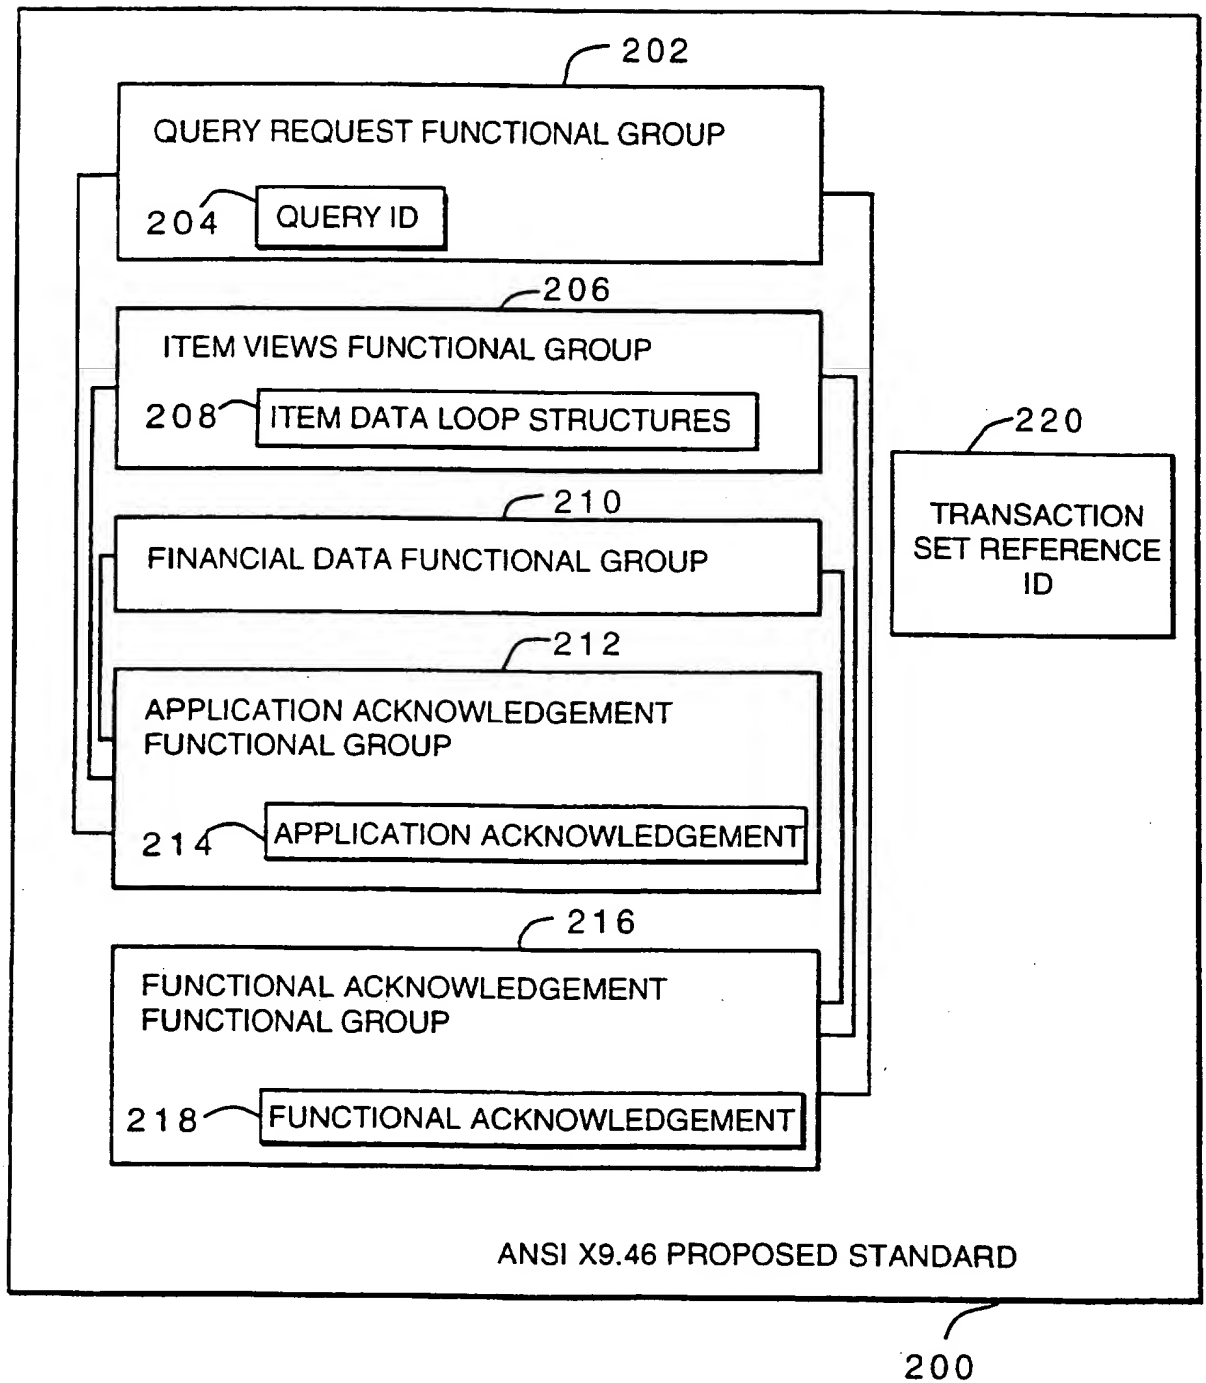 202
QUERY REQUEST FUNCTIONAL GROUP
204
QUERY ID
206
ITEM VIEWS FUNCTIONAL GROUP
208
ITEM DATA LOOP STRUCTURES
220
TRANSACTION
SET REFERENCE
ID
210
FINANCIAL DATA FUNCTIONAL GROUP
212
APPLICATION ACKNOWLEDGEMENT
FUNCTIONAL GROUP
214
APPLICATION ACKNOWLEDGEMENT
216
FUNCTIONAL ACKNOWLEDGEMENT
FUNCTIONAL GROUP
218
FUNCTIONAL ACKNOWLEDGEMENT
ANSI X9.46 PROPOSED STANDARD
200